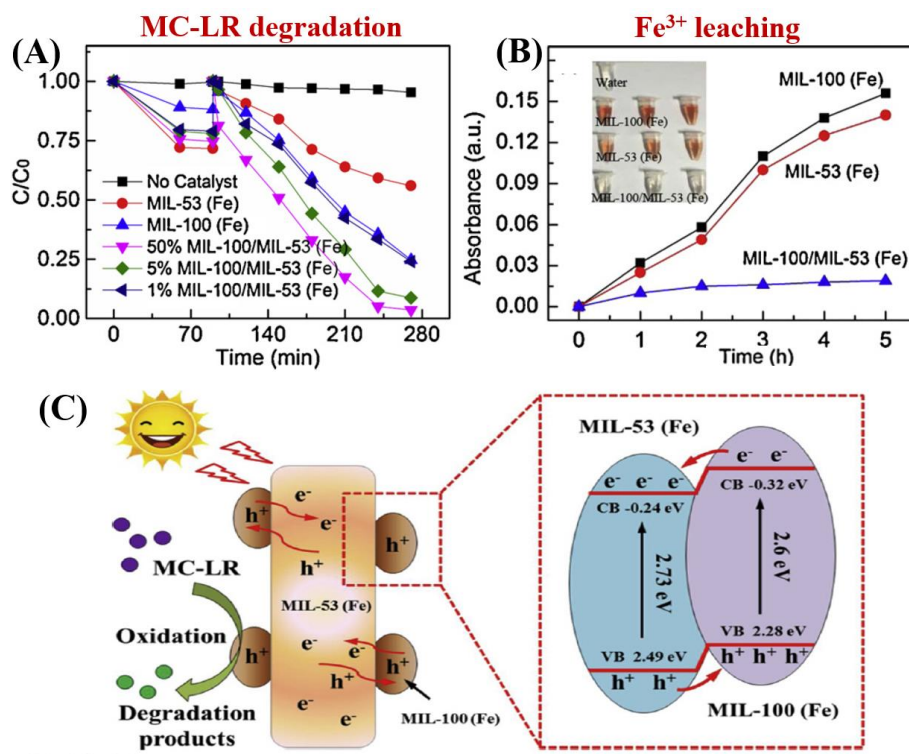 MC-LR degradation
(A)
1.00
0.75
0.50
0.25
0.00
C/C₀
No Catalyst
MIL-53 (Fe)
MIL-100 (Fe)
50% MIL-100/MIL-53 (Fe)
5% MIL-100/MIL-53 (Fe)
1% MIL-100/MIL-53 (Fe)
0 70 140 210 280
Time (min)
Fe³⁺ leaching
(B)
0.15
0.12
0.09
0.06
0.03
0.00
Absorbance (a.u.)
Water
MIL-100 (Fe)
MIL-53 (Fe)
MIL-100/MIL-53 (Fe)
MIL-100 (Fe)
MIL-53 (Fe)
MIL-100/MIL-53 (Fe)
0 1 2 3 4 5
Time (h)
(C)
MC-LR
Oxidation
Degradation
products
h⁺
e⁻
e⁻
h⁺
h⁺
MIL-53 (Fe)
h⁺
e⁻
e⁻
h⁺
h⁺
e⁻
e⁻
MIL-100 (Fe)
MIL-53 (Fe)
e⁻ e⁻
e⁻ e⁻ e⁻
CB -0.32 eV
CB -0.24 eV
2.73 eV
2.6 eV
VB 2.28 eV
VB 2.49 eV
h⁺ h⁺ h⁺
h⁺ h⁺
MIL-100 (Fe)